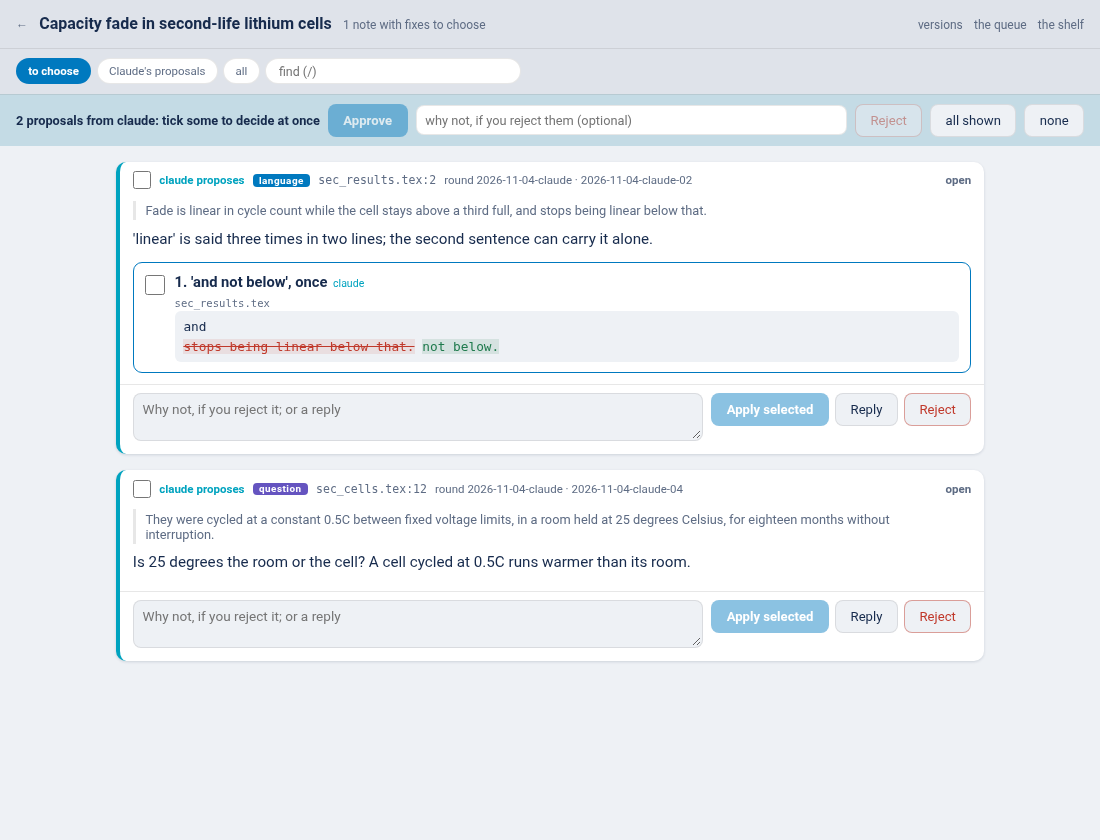 ← Capacity fade in second-life lithium cells 1 note with fixes to choose versions the queue the shelf
to choose Claude's proposals all find (/)
2 proposals from claude: tick some to decide at once Approve why not, if you reject them (optional) Reject all shown none
claude proposes language sec_results.tex:2 round 2026-11-04-claude · 2026-11-04-claude-02 open
Fade is linear in cycle count while the cell stays above a third full, and stops being linear below that.
'linear' is said three times in two lines; the second sentence can carry it alone.
1. 'and not below', once claude
sec_results.tex
and
stops being linear below that. not below.
Why not, if you reject it; or a reply Apply selected Reply Reject
claude proposes question sec_cells.tex:12 round 2026-11-04-claude · 2026-11-04-claude-04 open
They were cycled at a constant 0.5C between fixed voltage limits, in a room held at 25 degrees Celsius, for eighteen months without
interruption.
Is 25 degrees the room or the cell? A cell cycled at 0.5C runs warmer than its room.
Why not, if you reject it; or a reply Apply selected Reply Reject